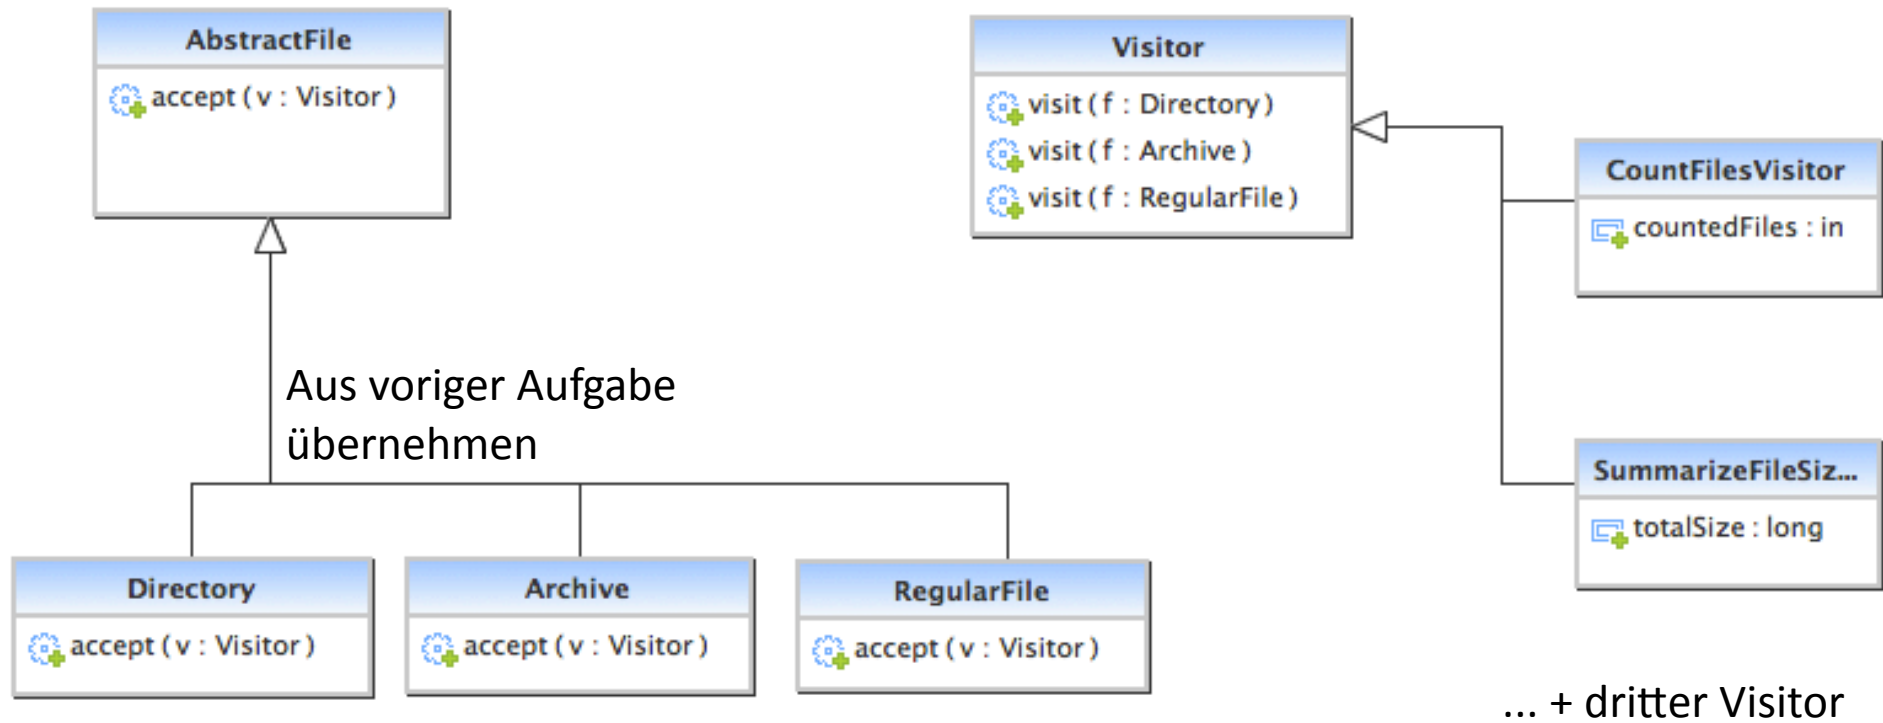 AbstractFile
accept ( v : Visitor )
Visitor
visit ( f : Directory )
visit ( f : Archive )
visit ( f : RegularFile )
CountFilesVisitor
countedFiles : in
Aus voriger Aufgabe
übernehmen
SummarizeFileSiz...
totalSize : long
Directory
accept ( v : Visitor )
Archive
accept ( v : Visitor )
RegularFile
accept ( v : Visitor )
... + dritter Visitor